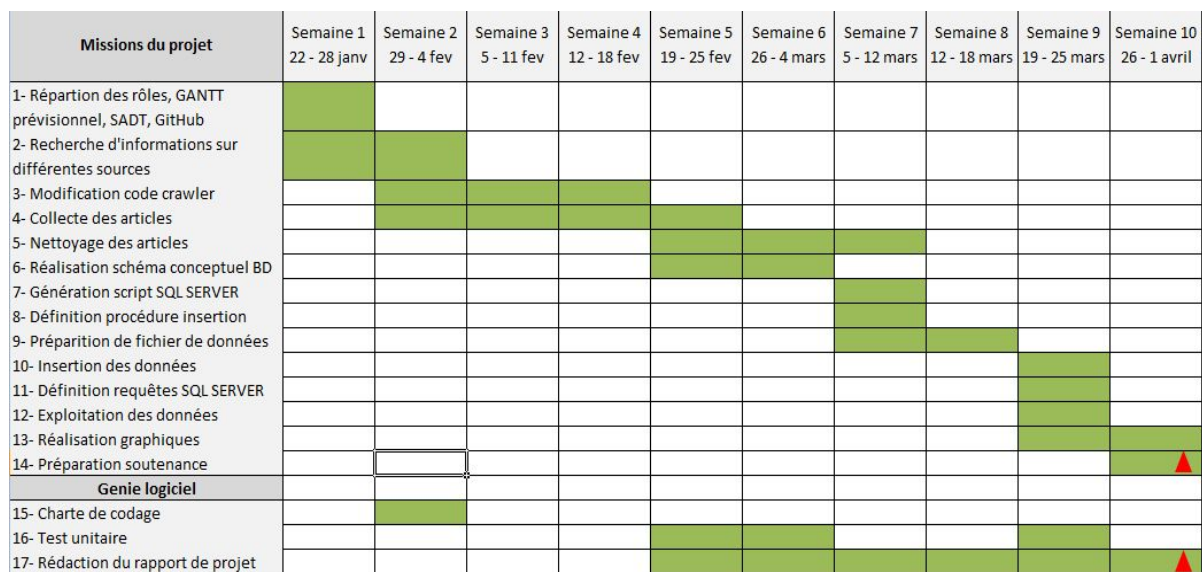 Missions du projet
Semaine 1 Semaine 2 Semaine 3 Semaine 4 Semaine 5 Semaine 6 Semaine 7 Semaine 8 Semaine 9 Semaine 10
22 - 28 janv 29 - 4 fev 5 - 11 fev 12 - 18 fev 19 - 25 fev 26 - 4 mars 5 - 12 mars 12 - 18 mars 19 - 25 mars 26 - 1 avril
1- Répartion des rôles, GANTT
prévisionnel, SADT, GitHub
2- Recherche d'informations sur
différentes sources
3- Modification code crawler
4- Collecte des articles
5- Nettoyage des articles
6- Réalisation schéma conceptuel BD
7- Génération script SQL SERVER
8- Définition procédure insertion
9- Préparition de fichier de données
10- Insertion des données
11- Définition requêtes SQL SERVER
12- Exploitation des données
13- Réalisation graphiques
14- Préparation soutenance
Genie logiciel
15- Charte de codage
16- Test unitaire
17- Rédaction du rapport de projet